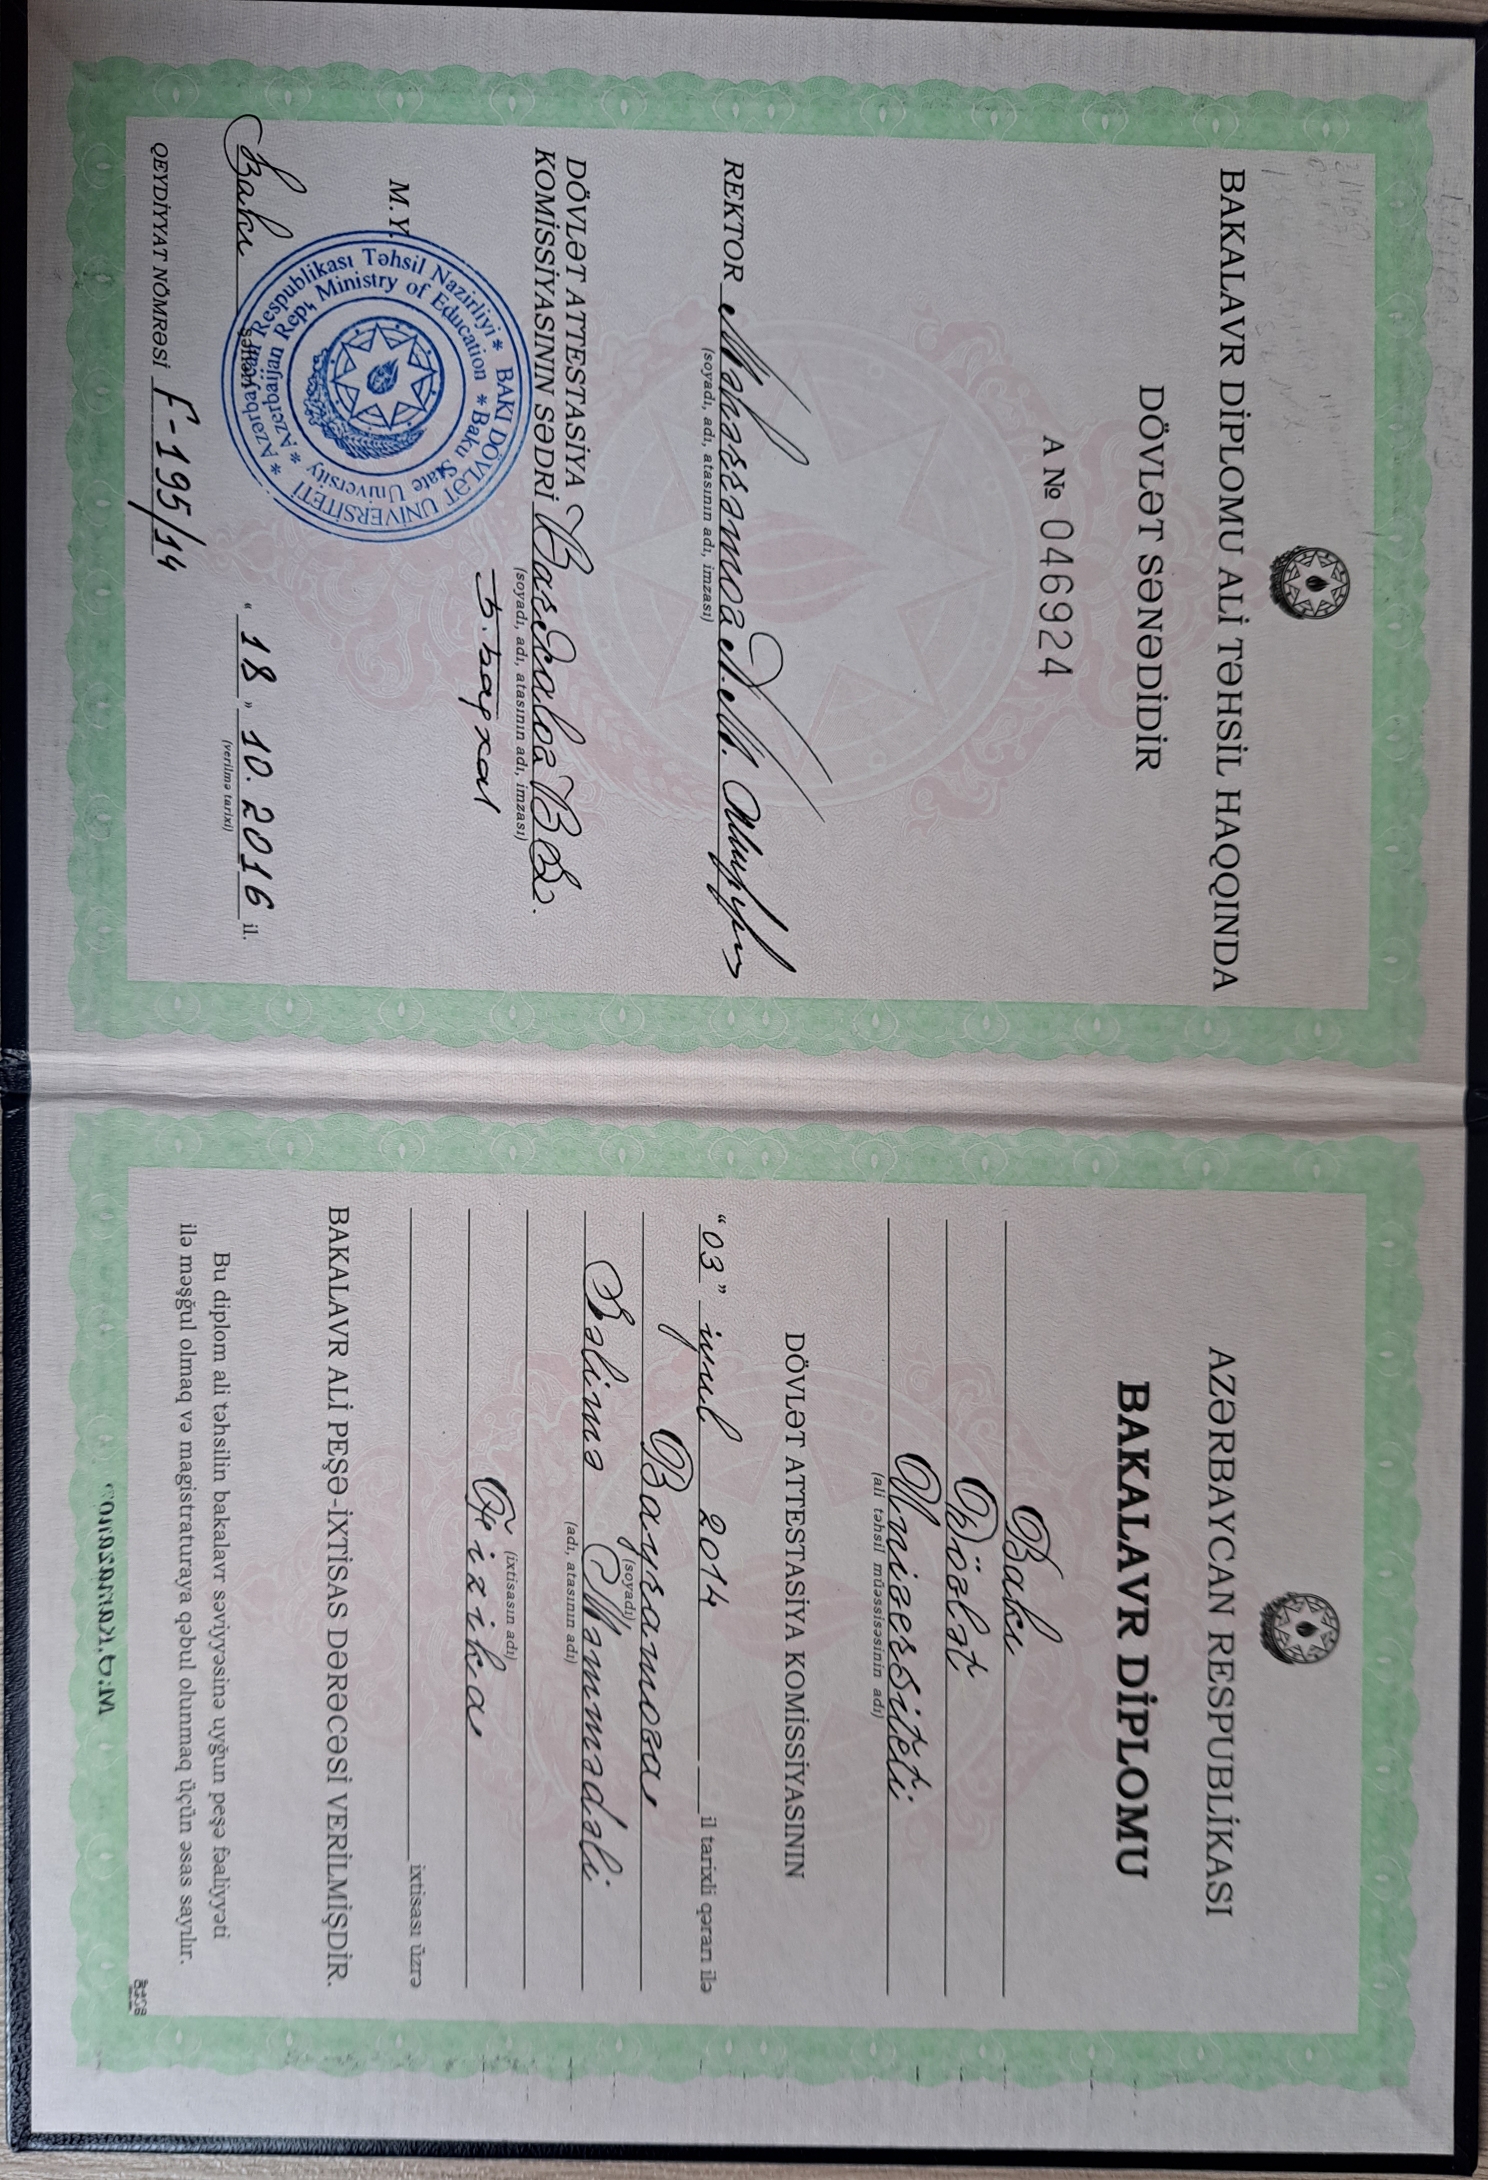 BAKALAVR DİPLOMU ALİ TƏHSİL HAQQINDA
DÖVLƏT SƏNƏDİDİR
A № 046924
REKTOR Məhərrəmov A.M.
(soyadı, adı, atasının adı, imzası)
DÖVLƏT ATTESTASİYA
KOMİSSİYASININ SƏDRİ B.Ə.
(soyadı, adı, atasının adı, imzası)
M.Y.
Azərbaycan Respublikası Təhsil Nazirliyi * BAKI DÖVLƏT UNİVERSİTETİ *
Azərbaijan Rep. Ministry of Education * Baku State University *
Bakı
şəhəri
" 18 " 10. 2016 il.
(verilmə tarixi)
QEYDİYYAT NÖMRƏSİ F-195/14
AZƏRBAYCAN RESPUBLİKASI
BAKALAVR DİPLOMU
Bakı
Dövlət
Universiteti
(ali təhsil müəssisəsinin adı)
DÖVLƏT ATTESTASİYA KOMİSSİYASININ
"03" iyul 2014 il tarixli qərarı ilə
Bayramova
(soyadı)
Səlimə Məmmədəli
(adı, atasının adı)
(ixtisasın adı)
Fizika
ixtisası üzrə
BAKALAVR ALİ PEŞƏ-İXTİSAS DƏRƏCƏSİ VERİLMİŞDİR.
Bu diplom ali təhsilin bakalavr səviyyəsinə uyğun peşə fəaliyyəti
ilə məşğul olmaq və magistraturaya qəbul olunmaq üçün əsas sayılır.